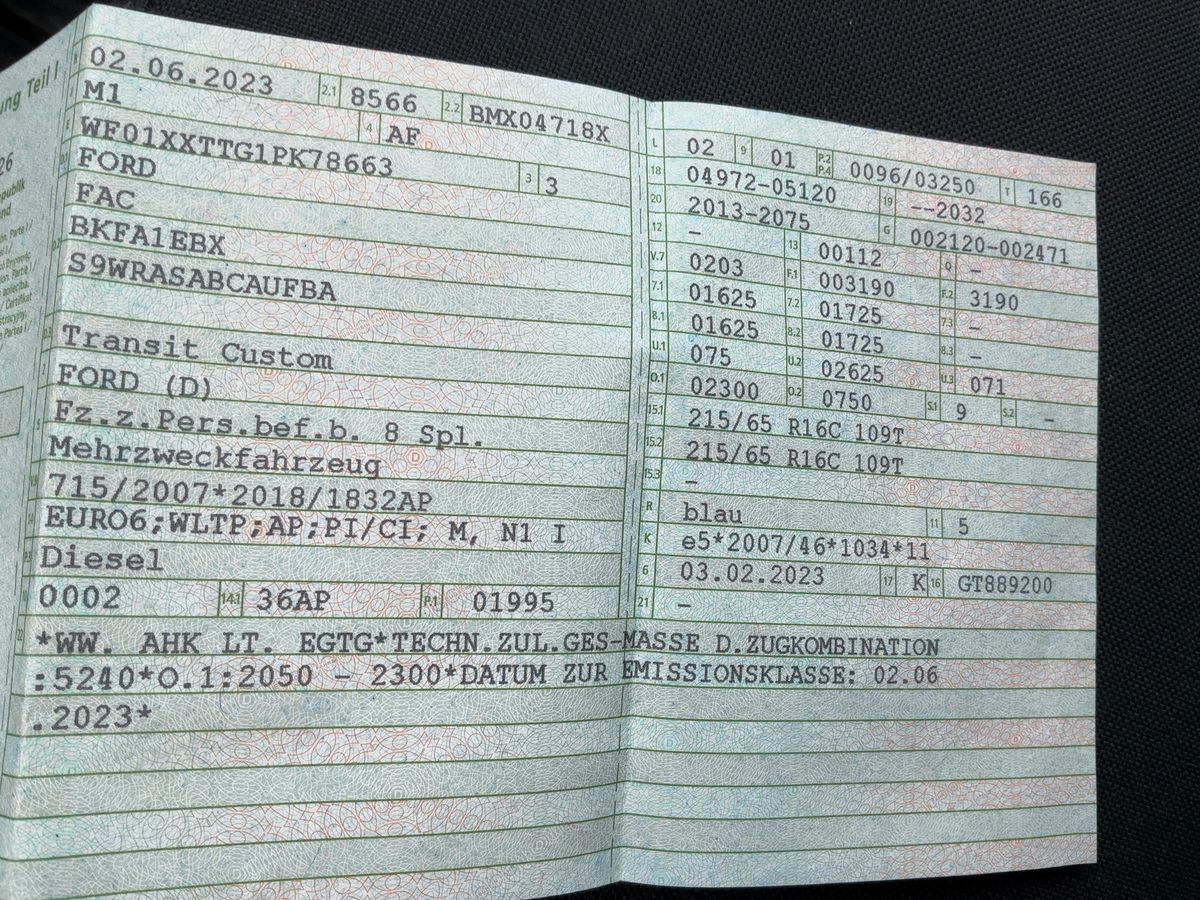 ung Teil I
26
publik
and
02.06.2023 2.1 8566 2.2 BMX04718X
M1 4 AF
WF01XXTTG1PK78663 3 3
FORD
FAC
BKFA1EBX
S9WRASABCAUFBA
Transit Custom
FORD (D)
Fz.z.Pers.bef.b. 8 Spl.
Mehrzweckfahrzeug
715/2007*2018/1832AP
EURO6;WLTP;AP;PI/CI; M, N1 I
Diesel
0002 14.1 36AP P.1 01995
L 02 9 01 P.2 P.4 0096/03250 T 166
18 04972-05120 19 --2032
20 2013-2075 G 002120-002471
12 – 13 00112 Q –
V.7 0203 F.1 003190 F.2 3190
7.1 01625 7.2 01725 7.3 –
8.1 01625 8.2 01725 8.3 –
U.1 075 U.2 02625 U.3 071
O.1 02300 O.2 0750 S.1 9 S.2 –
15.1 215/65 R16C 109T
15.2 215/65 R16C 109T
15.3 –
R blau 11 5
K e5*2007/46*1034*11
6 03.02.2023 17 K 16 GT889200
21 –
22 *WW. AHK LT. EGTG*TECHN.ZUL.GES-MASSE D.ZUGKOMBINATION
:5240*O.1:2050 – 2300*DATUM ZUR EMISSIONSKLASSE: 02.06
.2023*